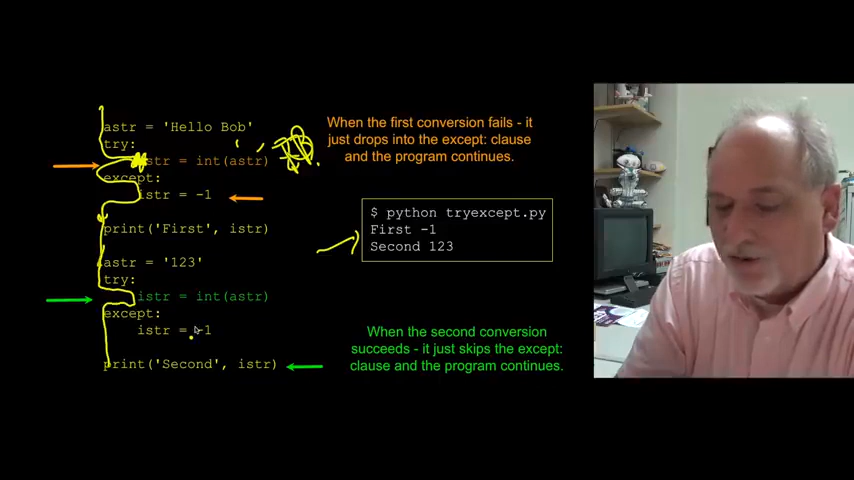 astr = 'Hello Bob'
try:
istr = int(astr)
except:
istr = -1
print('First', istr)
astr = '123'
try:
istr = int(astr)
except:
istr = -1
print('Second', istr)
When the first conversion fails - it
just drops into the except: clause
and the program continues.
$ python tryexcept.py
First -1
Second 123
When the second conversion
succeeds - it just skips the except:
clause and the program continues.